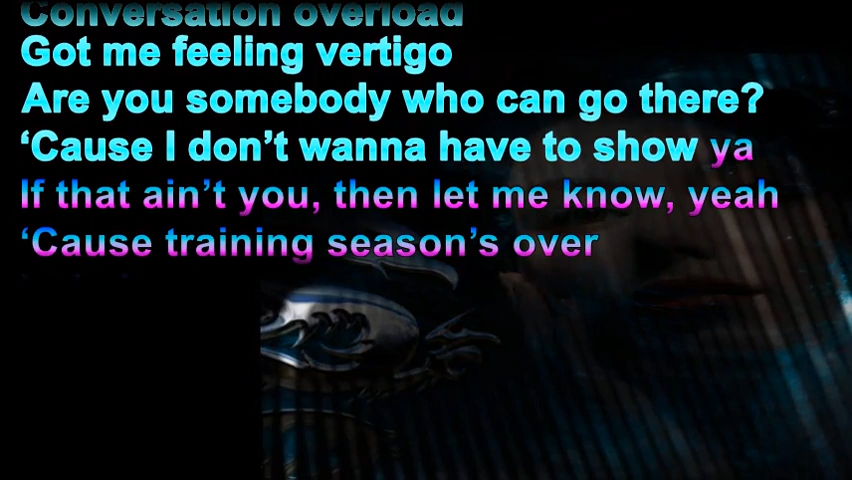 Conversation overload
Got me feeling vertigo
Are you somebody who can go there?
‘Cause I don’t wanna have to show ya
If that ain’t you, then let me know, yeah
‘Cause training season’s over